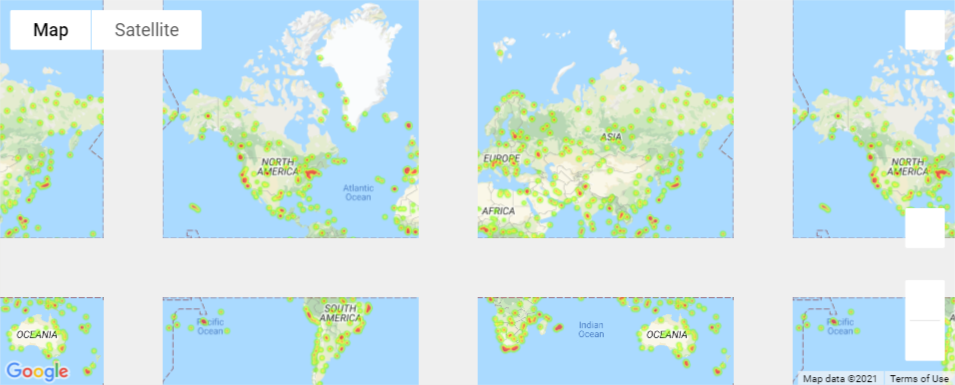 Map Satellite
NORTH
AMERICA
Atlantic
Ocean
EUROPE
ASIA
AFRICA
NORTH
AMERICA
OCEANIA
Pacific
Ocean
SOUTH
AMERICA
Indian
Ocean
OCEANIA
Pacific
Ocean
Google
Map data ©2021 Terms of Use